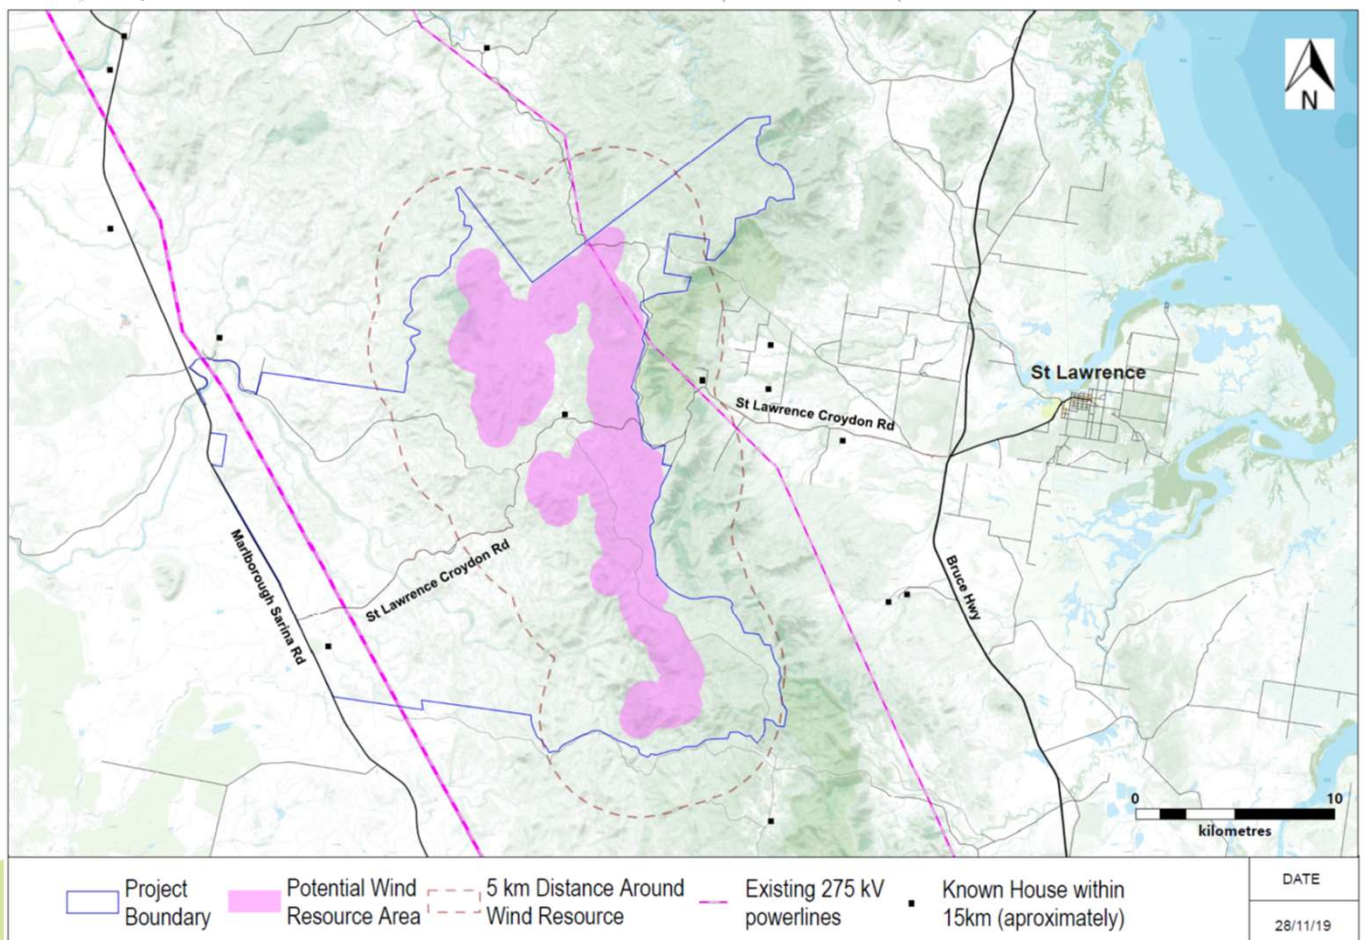 N
St Lawrence
St Lawrence Croydon Rd
Marlborough Sarina Rd
St Lawrence Croydon Rd
Bruce Hwy
0 10
kilometres
Project
Boundary
Potential Wind
Resource Area
5 km Distance Around
Wind Resource
Existing 275 kV
powerlines
Known House within
15km (aproximately)
DATE
28/11/19